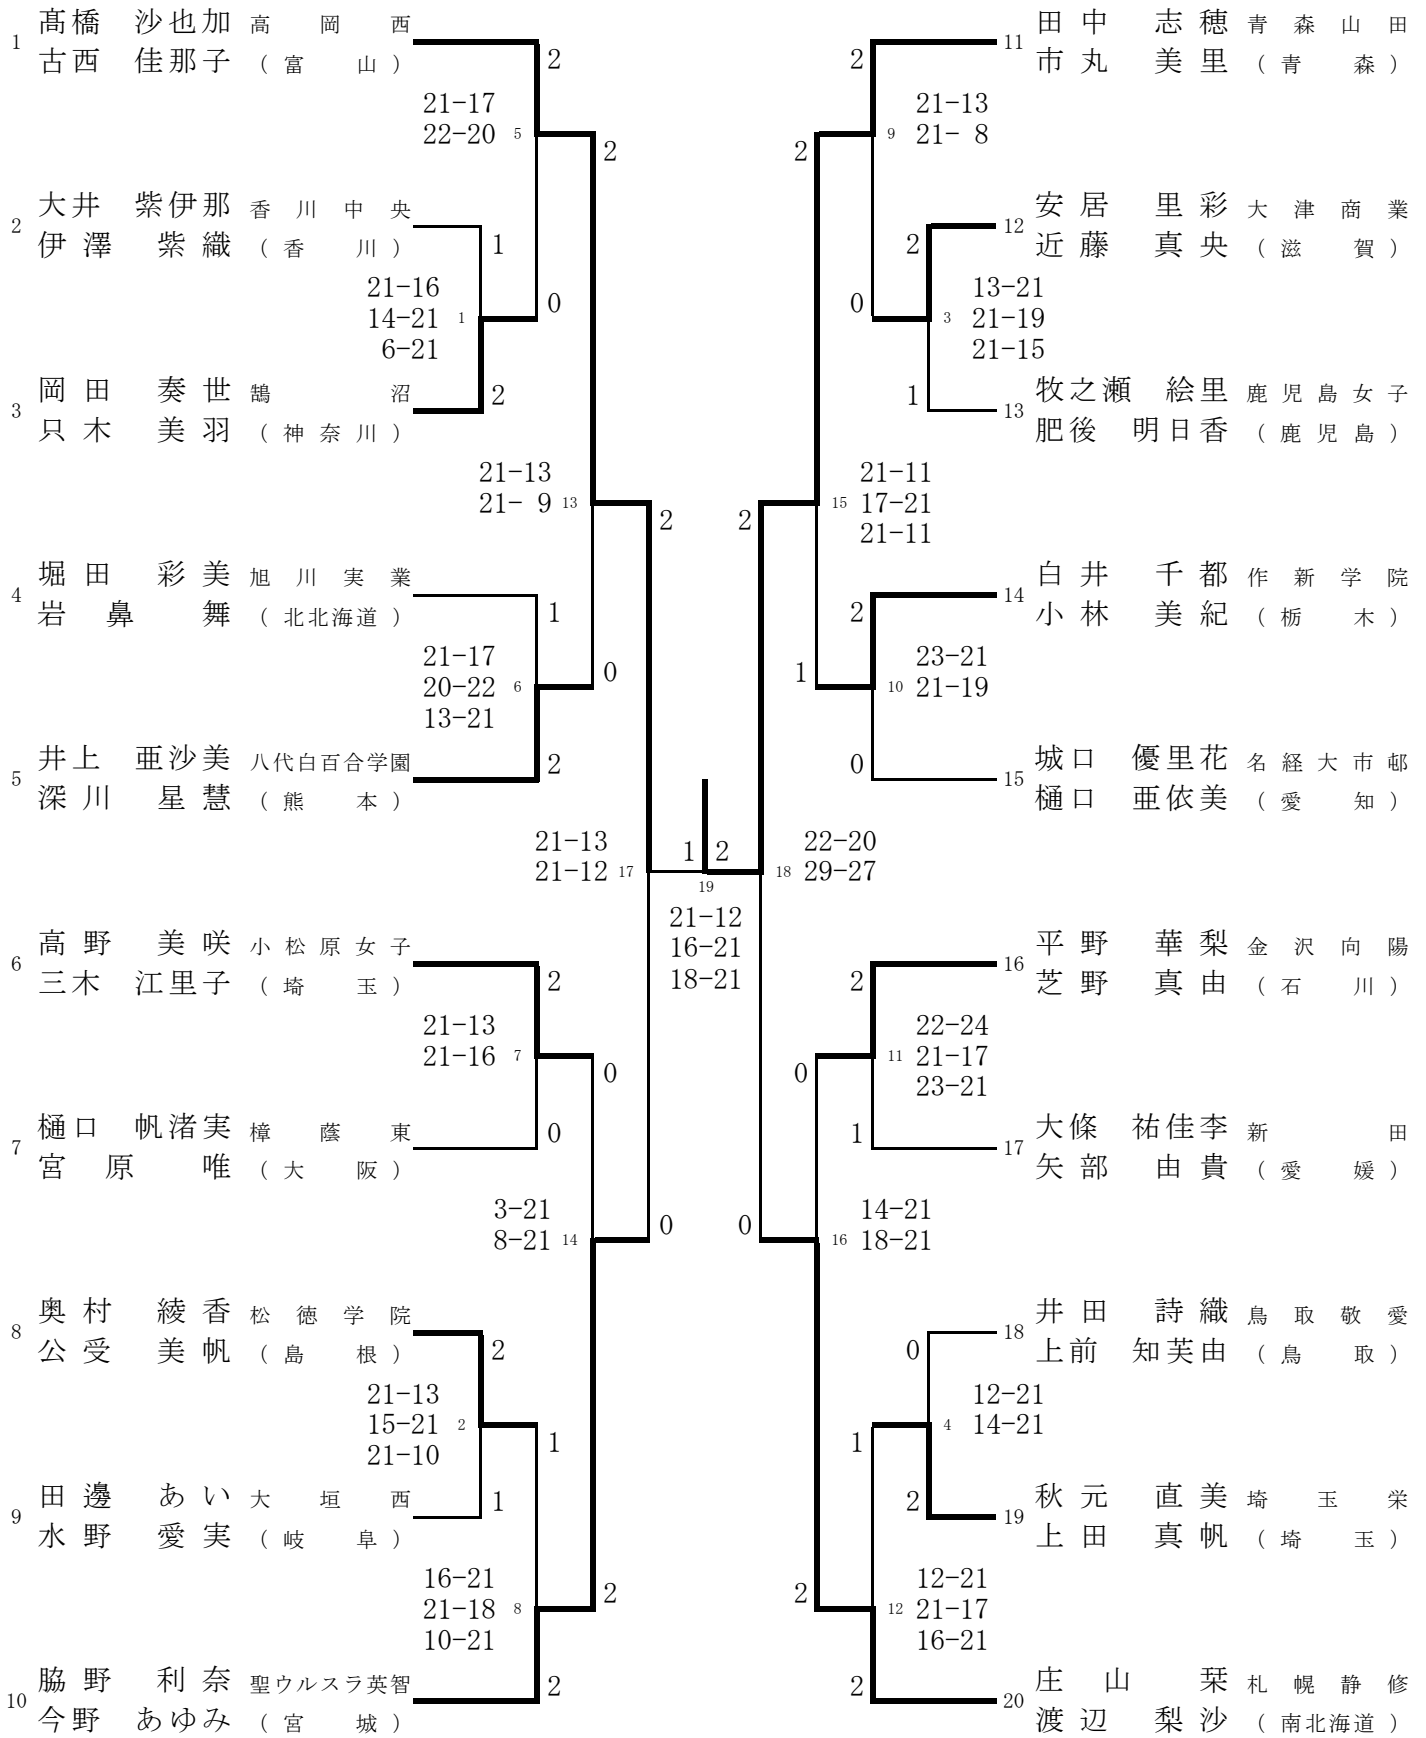 1 髙橋 沙也加 高岡西
古西 佳那子 (富山)
2
21-17
22-20 5
2
2 大井 紫伊那 香川中央
伊澤 紫織 (香川)
1
0
21-16
14-21 1
6-21
3 岡田 奏世 鵠沼
只木 美羽 (神奈川)
2
21-13
21- 9 13
2
4 堀田 彩美 旭川実業
岩鼻 舞 (北北海道)
1
0
21-17
20-22 6
13-21
5 井上 亜沙美 八代白百合学園
深川 星慧 (熊本)
2
21-13
21-12 17
6 高野 美咲 小松原女子
三木 江里子 (埼玉)
2
21-13
21-16 7
0
7 樋口 帆渚実 樟蔭東
宮原 唯 (大阪)
0
3-21
8-21 14
0
8 奥村 綾香 松徳学院
公受 美帆 (島根)
2
21-13
15-21 2
21-10
1
9 田邊 あい 大垣西
水野 愛実 (岐阜)
1
16-21
21-18 8
10-21
2
10 脇野 利奈 聖ウルスラ英智
今野 あゆみ (宮城)
2
1 2
19
21-12
16-21
18-21
11 田中 志穂 青森山田
市丸 美里 (青森)
2
21-13
9 21- 8
2
12 安居 里彩 大津商業
近藤 真央 (滋賀)
2
0
13-21
3 21-19
21-15
13 牧之瀬 絵里 鹿児島女子
肥後 明日香 (鹿児島)
1
21-11
15 17-21
21-11
2
14 白井 千都 作新学院
小林 美紀 (栃木)
2
23-21
10 21-19
1
15 城口 優里花 名経大市邨
樋口 亜依美 (愛知)
0
22-20
18 29-27
16 平野 華梨 金沢向陽
芝野 真由 (石川)
2
22-24
11 21-17
23-21
0
17 大條 祐佳李 新田
矢部 由貴 (愛媛)
1
14-21
16 18-21
0
18 井田 詩織 鳥取敬愛
上前 知芙由 (鳥取)
0
12-21
4 14-21
1
19 秋元 直美 埼玉栄
上田 真帆 (埼玉)
2
12-21
12 21-17
16-21
2
20 庄山 栞 札幌静修
渡辺 梨沙 (南北海道)
2